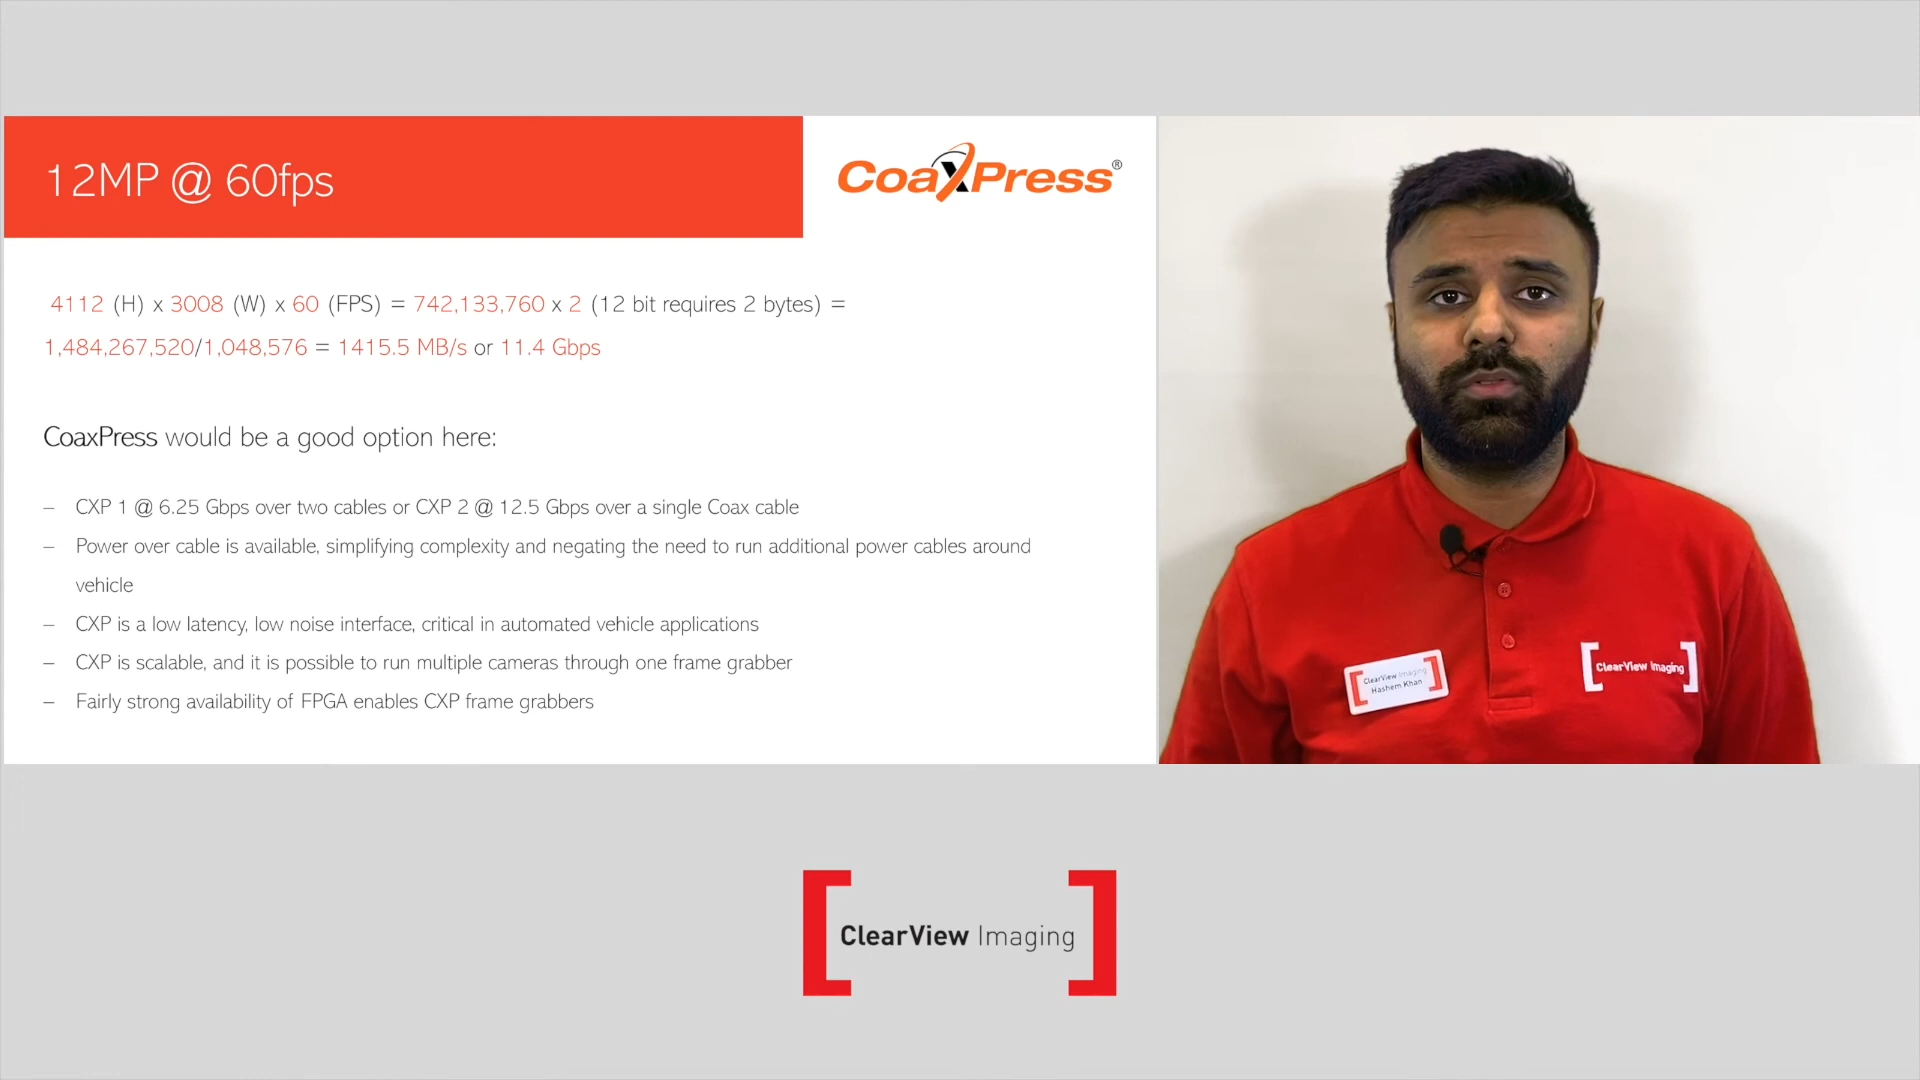 12MP @ 60fps
CoaXPress®
4112 (H) x 3008 (W) x 60 (FPS) = 742,133,760 x 2 (12 bit requires 2 bytes) =
1,484,267,520/1,048,576 = 1415.5 MB/s or 11.4 Gbps
CoaxPress would be a good option here:
– CXP 1 @ 6.25 Gbps over two cables or CXP 2 @ 12.5 Gbps over a single Coax cable
– Power over cable is available, simplifying complexity and negating the need to run additional power cables around
vehicle
– CXP is a low latency, low noise interface, critical in automated vehicle applications
– CXP is scalable, and it is possible to run multiple cameras through one frame grabber
– Fairly strong availability of FPGA enables CXP frame grabbers
ClearView Imaging
Hashem Khan
ClearView Imaging
ClearView Imaging